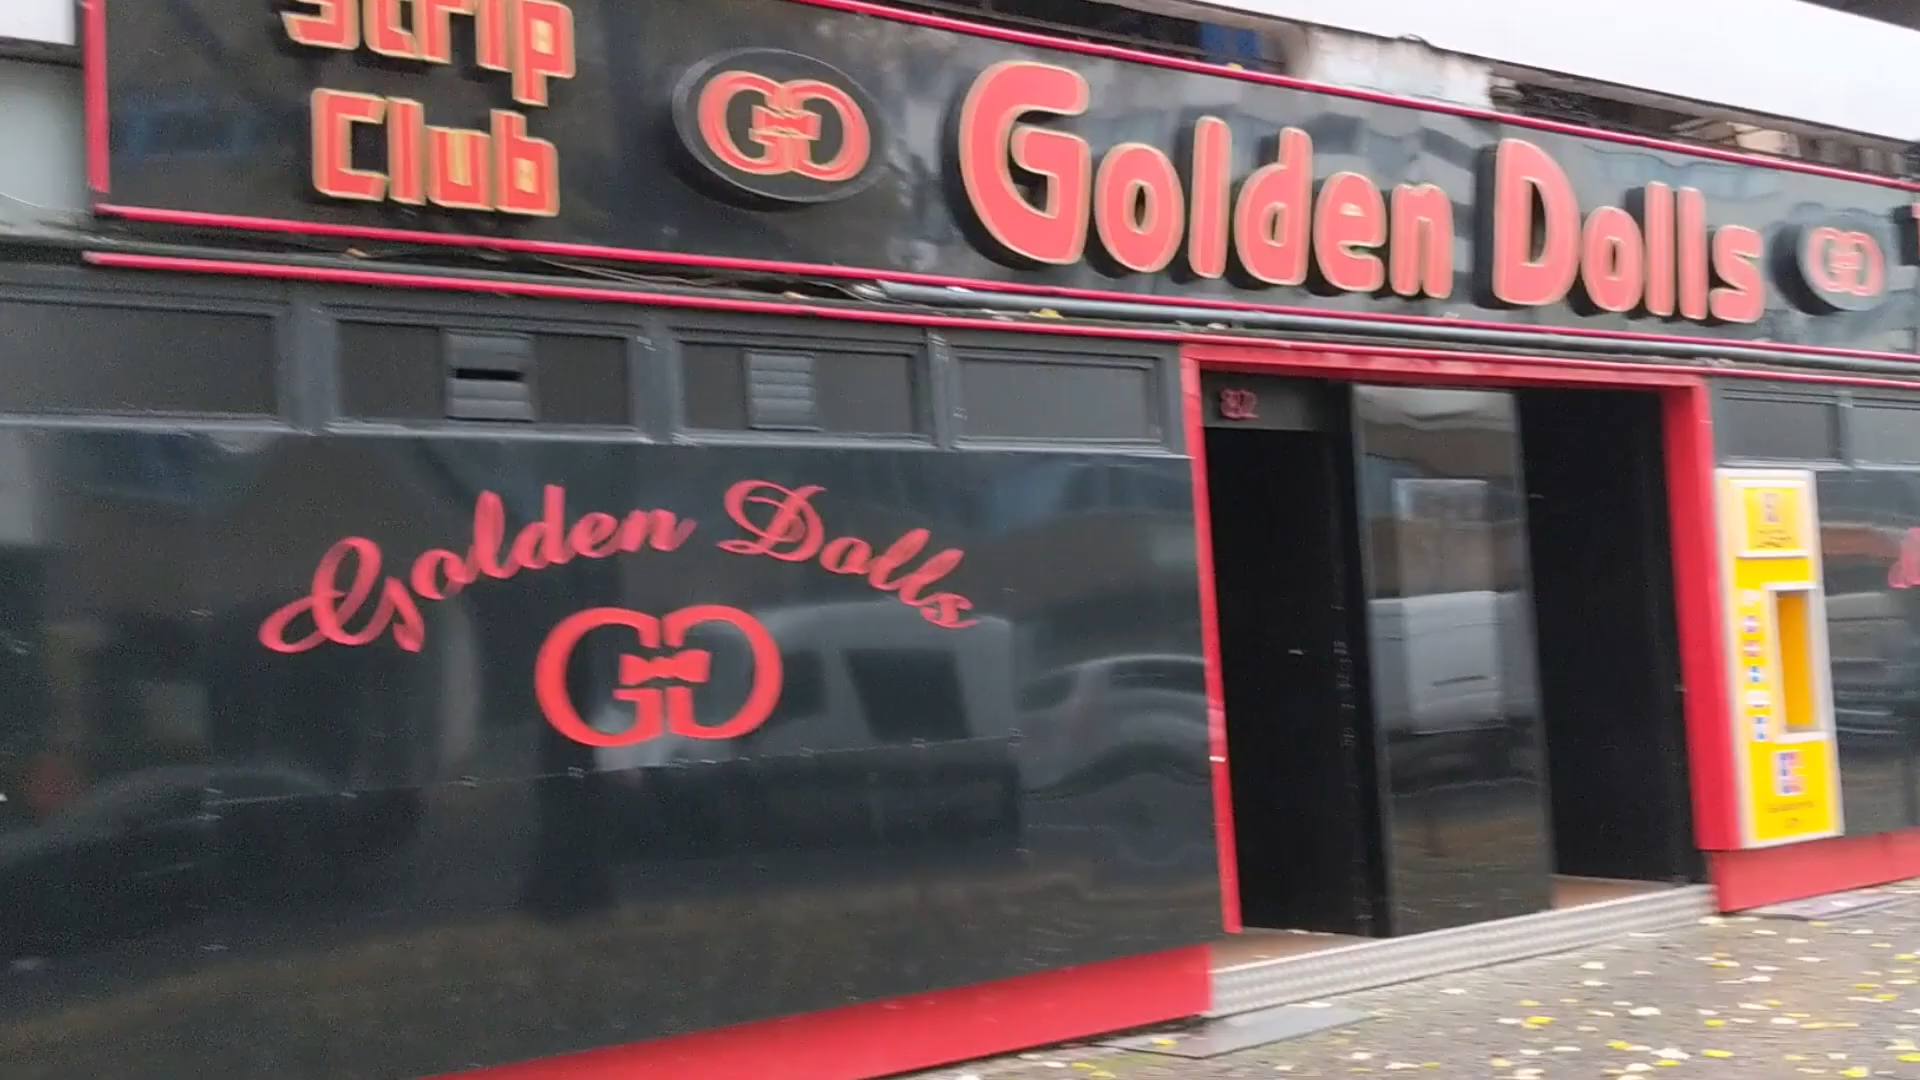 Strip
Club
GG
Golden Dolls
GG
Golden Dolls
GG